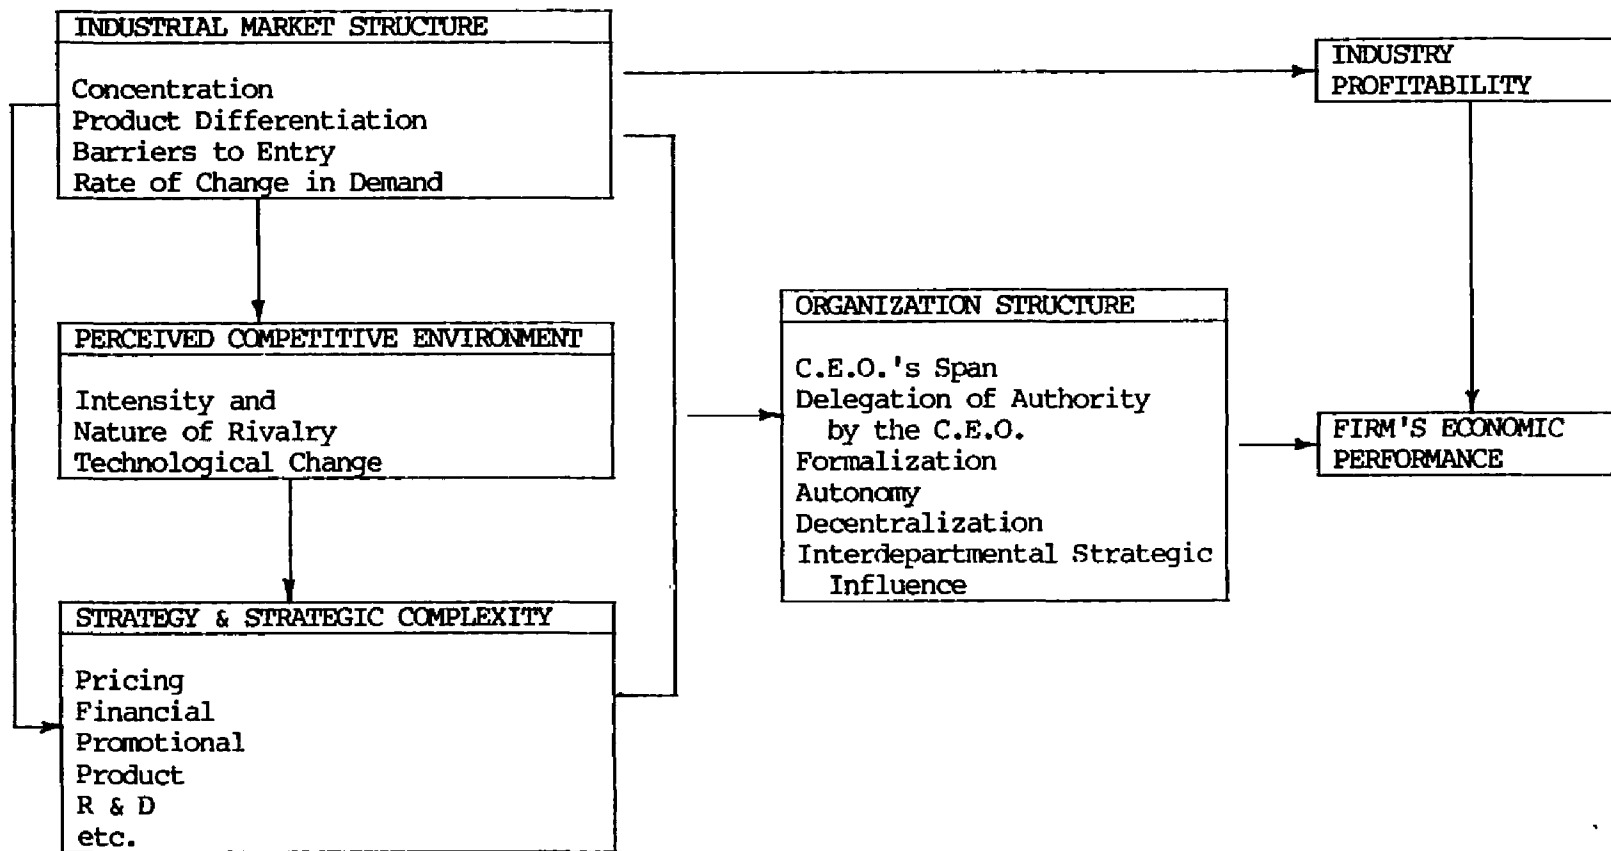 INDUSTRIAL MARKET STRUCTURE
Concentration
Product Differentiation
Barriers to Entry
Rate of Change in Demand
PERCEIVED COMPETITIVE ENVIRONMENT
Intensity and
Nature of Rivalry
Technological Change
STRATEGY & STRATEGIC COMPLEXITY
Pricing
Financial
Promotional
Product
R & D
etc.
ORGANIZATION STRUCTURE
C.E.O.'s Span
Delegation of Authority
by the C.E.O.
Formalization
Autonomy
Decentralization
Interdepartmental Strategic
Influence
INDUSTRY
PROFITABILITY
FIRM'S ECONOMIC
PERFORMANCE